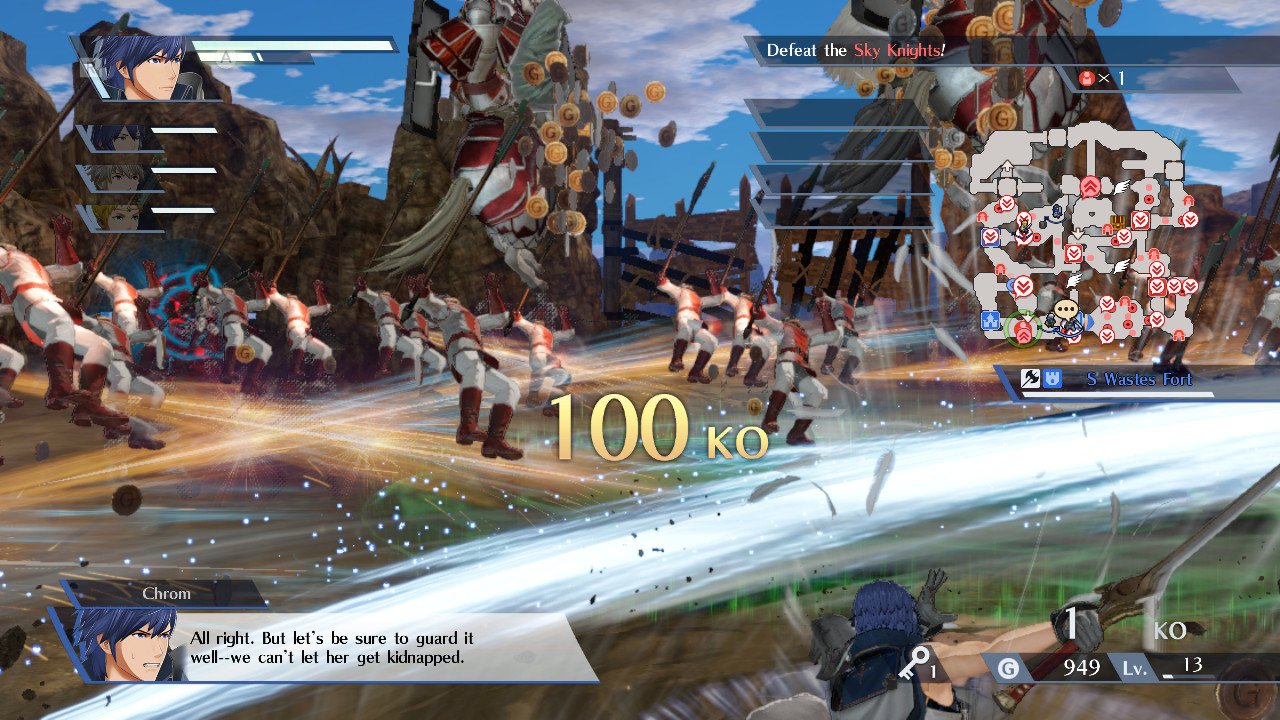 A
Defeat the Sky Knights!
× 1
S Wastes Fort
100 KO
Chrom
All right. But let's be sure to guard it
well--we can't let her get kidnapped.
1 KO
1
G 949 Lv. 13